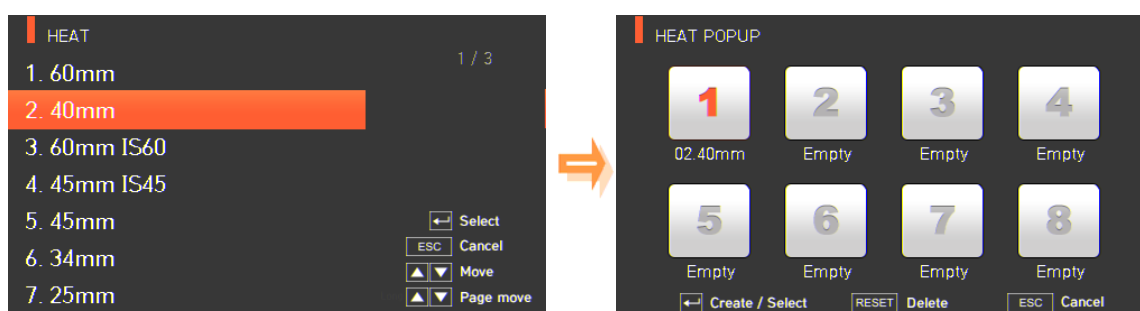 HEAT
1 / 3
1. 60mm
2. 40mm
3. 60mm IS60
4. 45mm IS45
5. 45mm
6. 34mm
7. 25mm
Select
ESC Cancel
Move
Page move
HEAT POPUP
1 2 3 4
02.40mm Empty Empty Empty
5 6 7 8
Empty Empty Empty Empty
Create / Select RESET Delete ESC Cancel